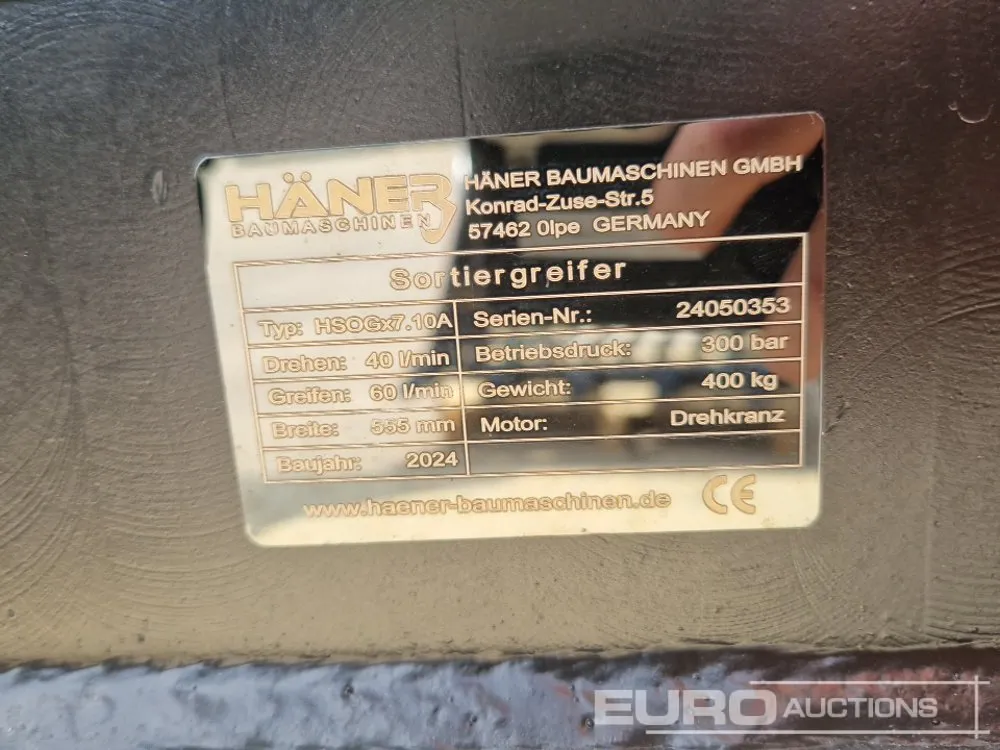 HÄNER
BAUMASCHINEN
HÄNER BAUMASCHINEN GMBH
Konrad-Zuse-Str.5
57462 Olpe GERMANY
Sortiergreifer
Typ: HSOGx7.10A
Serien-Nr.: 24050353
Drehen: 40 l/min
Betriebsdruck: 300 bar
Greifen: 60 l/min
Gewicht: 400 kg
Breite: 555 mm
Motor: Drehkranz
Baujahr: 2024
www.haener-baumaschinen.de
CE
EURO AUCTIONS